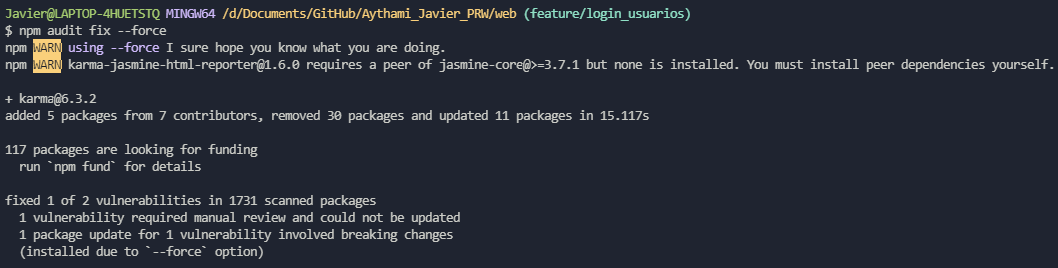 Javier@LAPTOP-4HUETSTQ MINGW64 /d/Documents/GitHub/Aythami_Javier_PRW/web (feature/login_usuarios)
$ npm audit fix --force
npm WARN using --force I sure hope you know what you are doing.
npm WARN karma-jasmine-html-reporter@1.6.0 requires a peer of jasmine-core@>=3.7.1 but none is installed. You must install peer dependencies yourself.
+ karma@6.3.2
added 5 packages from 7 contributors, removed 30 packages and updated 11 packages in 15.117s
117 packages are looking for funding
  run `npm fund` for details
fixed 1 of 2 vulnerabilities in 1731 scanned packages
  1 vulnerability required manual review and could not be updated
  1 package update for 1 vulnerability involved breaking changes
  (installed due to `--force` option)